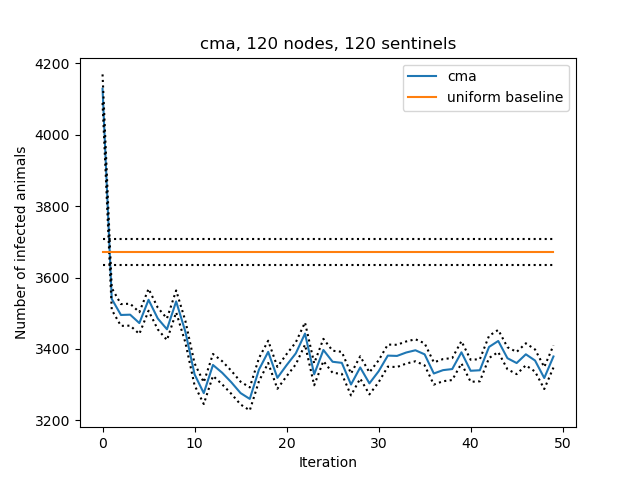 cma, 120 nodes, 120 sentinels
4200
4000
3800
3600
3400
3200
Number of infected animals
cma
uniform baseline
0
10
20
30
40
50
Iteration